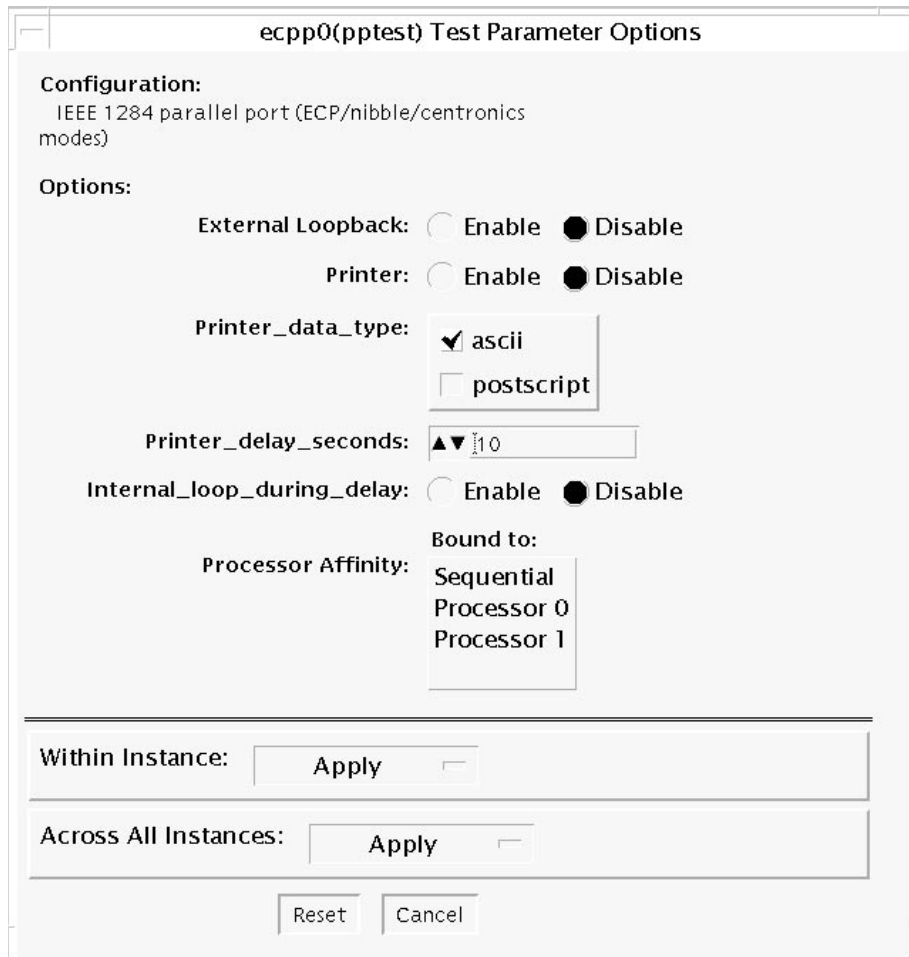 ecpp0(pptest) Test Parameter Options
Configuration:
IEEE 1284 parallel port (ECP/nibble/centronics
modes)
Options:
External Loopback: Enable Disable
Printer: Enable Disable
Printer_data_type: ascii
postscript
Printer_delay_seconds: 10
Internal_loop_during_delay: Enable Disable
Bound to:
Processor Affinity: Sequential
Processor 0
Processor 1
Within Instance: Apply
Across All Instances: Apply
Reset Cancel